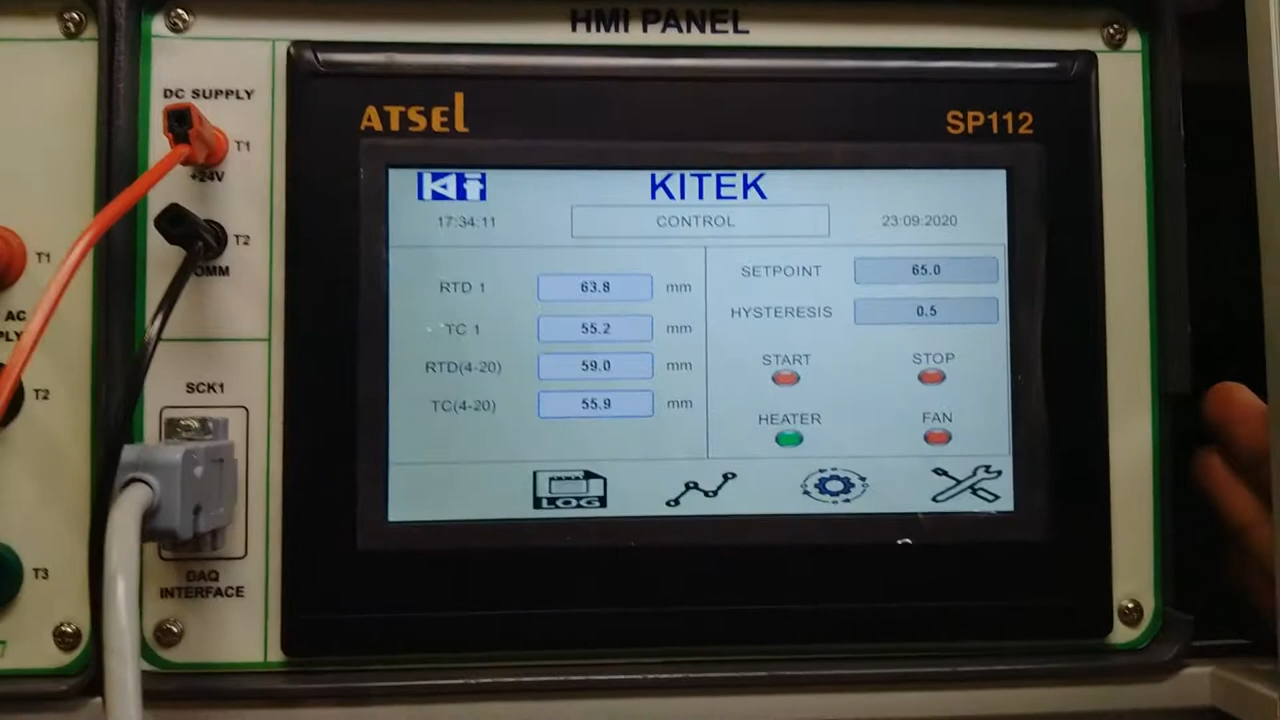 HMI PANEL
DC SUPPLY
T1
+24V
T2
OMM
T1
AC
PLY
T2
SCK1
DAQ
INTERFACE
T3
ATSEL
SP112
Ki
KITEK
17:34:11
CONTROL
23:09:2020
RTD 1
63.8
mm
TC 1
55.2
mm
RTD(4-20)
59.0
mm
TC(4-20)
55.9
mm
SETPOINT
65.0
HYSTERESIS
0.5
START
STOP
HEATER
FAN
LOG